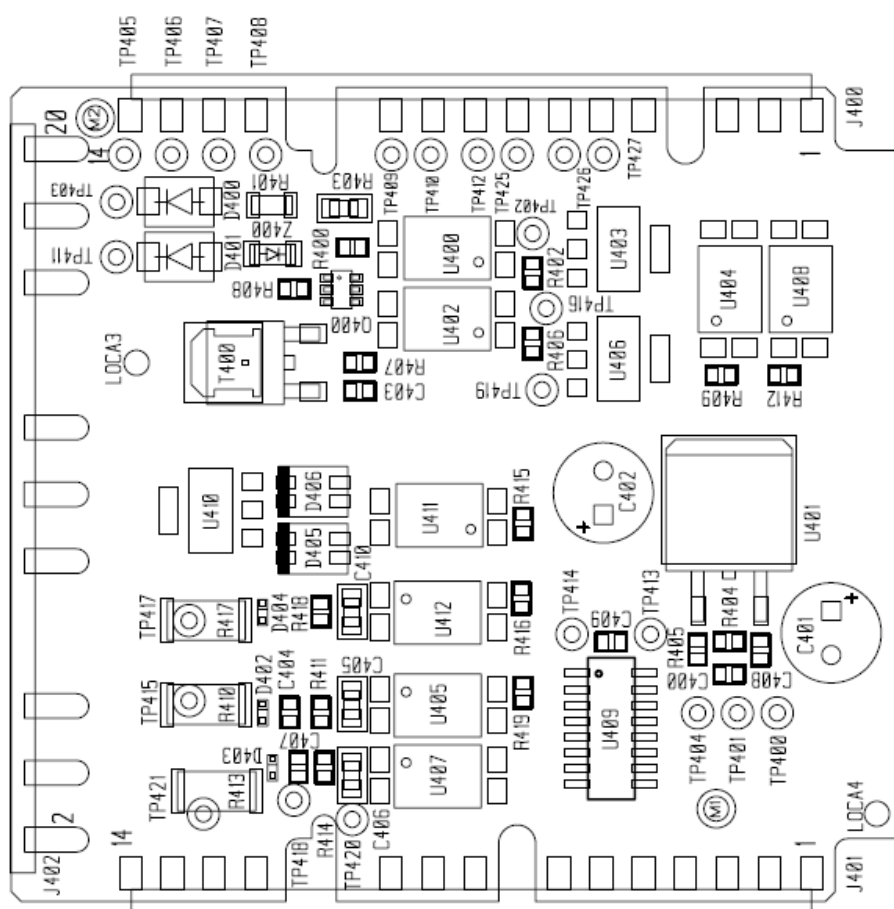 TP405
TP406
TP407
TP408
J400
20
M2
14
1
TP403
D400
R401
R403
TP409
TP410
TP412
TP425
TP426
TP427
TP402
TP411
D401
Z400
R400
U400
R402
U403
U404
U408
R408
Q400
U402
TP416
R406
U406
LOCA3
T400
R407
C403
TP419
R409
R412
U410
D406
D405
C410
U411
R415
C402
+
U401
TP417
R417
D404
R418
U412
R416
TP414
C409
TP413
R405
R404
C401
+
TP415
R410
D402
C404
R411
C405
U405
R419
U409
C400
C408
TP404
TP401
TP400
TP421
R413
D403
C407
U407
M1
LOCA4
2
J402
14
TP418
R414
TP420
C406
1
J401